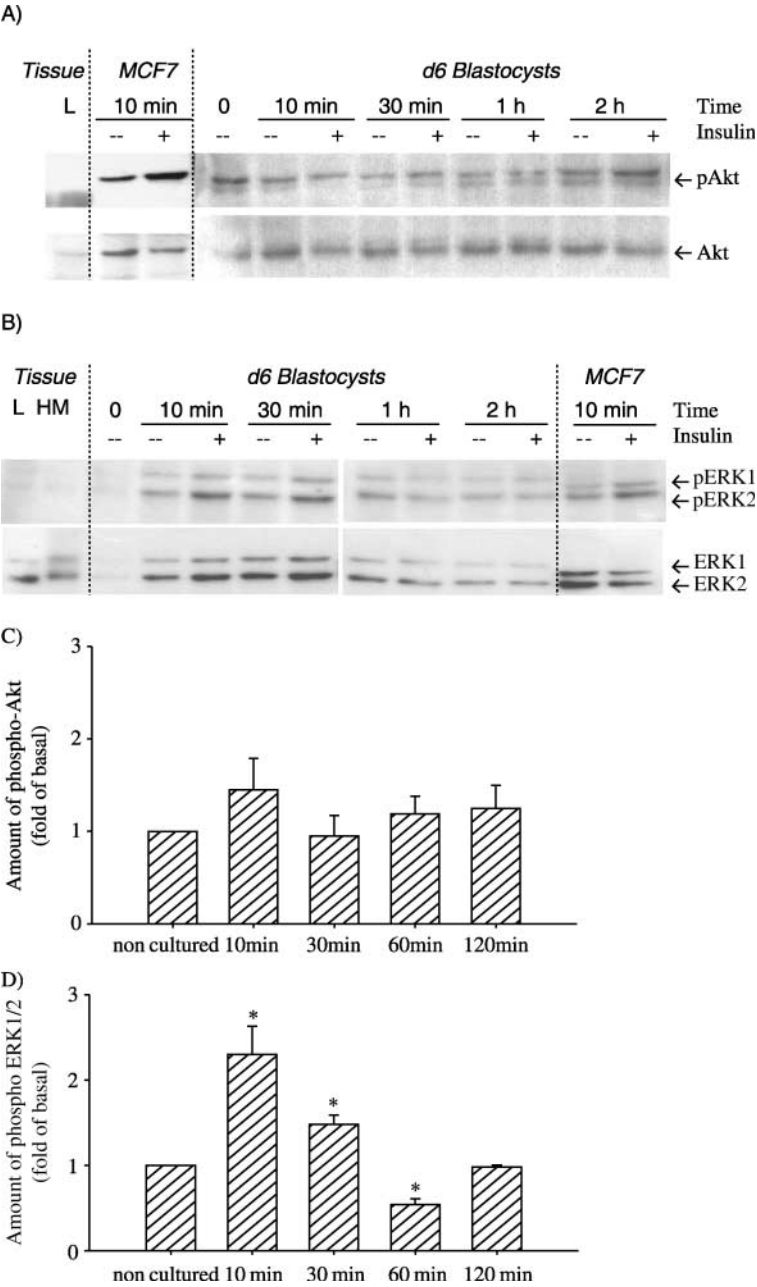 A)
Tissue MCF7 d6 Blastocysts
L 10 min 0 10 min 30 min 1 h 2 h Time
-- + -- -- + -- + -- + -- + Insulin
← pAkt
← Akt
B)
Tissue d6 Blastocysts MCF7
L HM 0 10 min 30 min 1 h 2 h 10 min Time
-- -- + -- + -- + -- + -- + Insulin
← pERK1
← pERK2
← ERK1
← ERK2
C)
Amount of phospho-Akt
(fold of basal)
3
2
1
0
non cultured 10min 30min 60min 120min
D)
Amount of phospho ERK1/2
(fold of basal)
3
2
1
0
*
*
*
non cultured 10 min 30 min 60 min 120 min